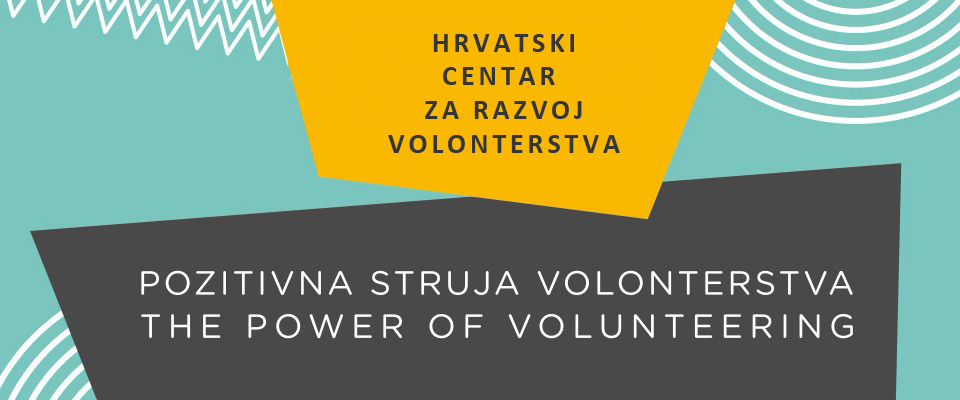 HRVATSKI
CENTAR
ZA RAZVOJ
VOLONTERSTVA
POZITIVNA STRUJA VOLONTERSTVA
THE POWER OF VOLUNTEERING